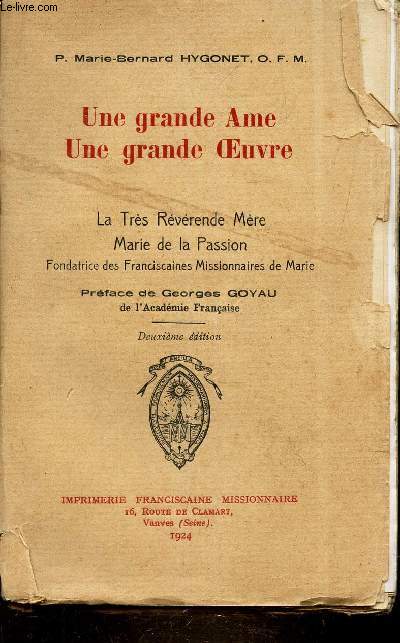 Le-livre.com
P. Marie-Bernard HYGONET, O. F. M.
Une grande Ame
Une grande Œuvre
La Très Révérende Mère
Marie de la Passion
Fondatrice des Franciscaines Missionnaires de Marie
Préface de Georges GOYAU
de l'Académie Française
Deuxième édition
IMPRIMERIE FRANCISCAINE MISSIONNAIRE
16, ROUTE DE CLAMART,
Vanves (Seine).
1924